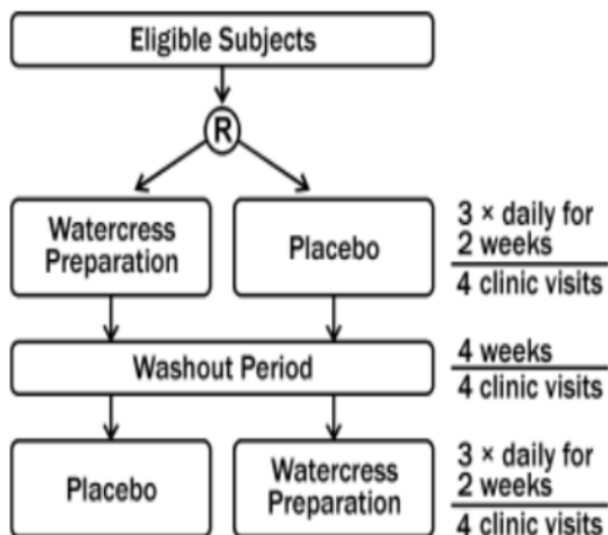 Eligible Subjects
R
Watercress
Preparation
Placebo
3 × daily for
2 weeks
4 clinic visits
Washout Period
4 weeks
4 clinic visits
Placebo
Watercress
Preparation
3 × daily for
2 weeks
4 clinic visits